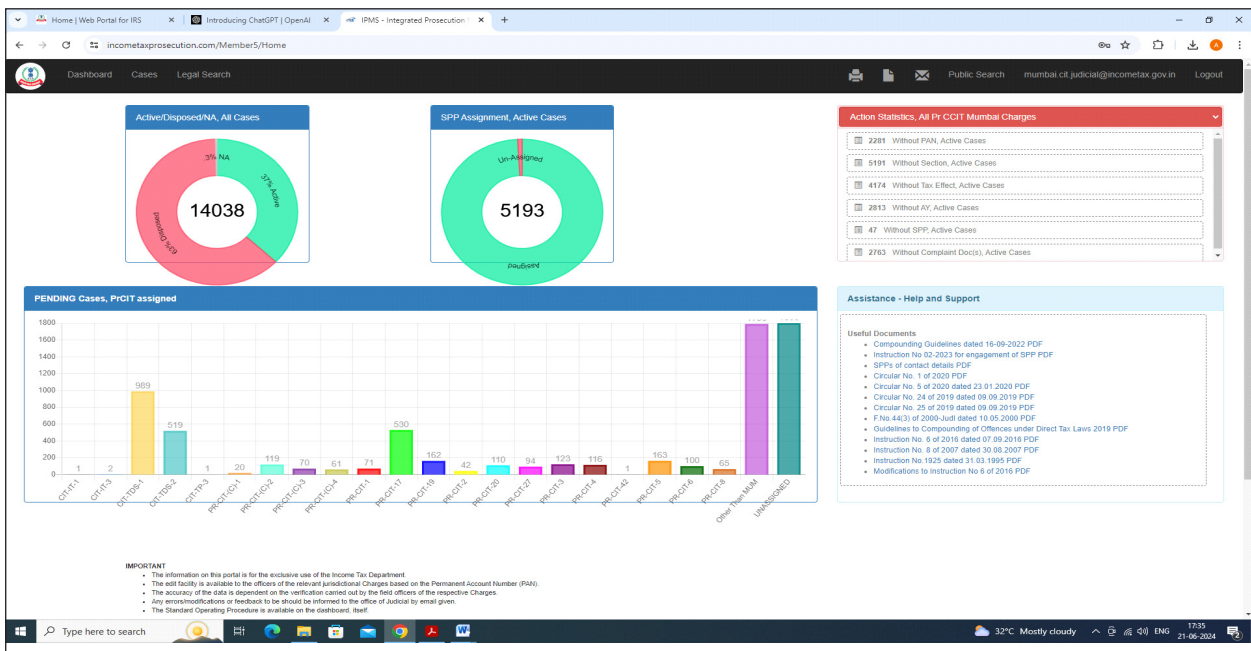 Home | Web Portal for IRS
Introducing ChatGPT | OpenAI
IPMS - Integrated Prosecution
incometaxprosecution.com/Member5/Home
A
Dashboard Cases Legal Search
Public Search mumbai.cit.judicial@incometax.gov.in Logout
Active/Disposed/NA, All Cases
3% NA
37% Active
14038
63% Disposed
SPP Assignment, Active Cases
Un-Assigned
5193
Assigned
Action Statistics, All Pr CCIT Mumbai Charges
2281 Without PAN, Active Cases
5191 Without Section, Active Cases
4174 Without Tax Effect, Active Cases
2813 Without AY, Active Cases
47 Without SPP, Active Cases
2763 Without Complaint Doc(s), Active Cases
PENDING Cases, PrCIT assigned
1800
1600
1400
1200
1000
800
600
400
200
0
1 2 989 519 1 20 119 70 61 71 530 162 42 110 94 123 116 1 163 100 65
CIT-IT-1
CIT-IT-3
CIT-TDS-1
CIT-TDS-2
CIT-TP-3
PR-CIT-(C)-1
PR-CIT-(C)-2
PR-CIT-(C)-3
PR-CIT-(C)-4
PR-CIT-1
PR-CIT-17
PR-CIT-19
PR-CIT-2
PR-CIT-20
PR-CIT-27
PR-CIT-3
PR-CIT-4
PR-CIT-42
PR-CIT-5
PR-CIT-6
PR-CIT-8
Other Than MUM
UNASSIGNED
Assistance - Help and Support
Useful Documents
Compounding Guidelines dated 16-09-2022 PDF
Instruction No 02-2023 for engagement of SPP PDF
SPPs of contact details PDF
Circular No. 1 of 2020 PDF
Circular No. 5 of 2020 dated 23.01.2020 PDF
Circular No. 24 of 2019 dated 09.09.2019 PDF
Circular No. 25 of 2019 dated 09.09.2019 PDF
F.No.44(3) of 2000-Judi dated 10.05.2000 PDF
Guidelines to Compounding of Offences under Direct Tax Laws 2019 PDF
Instruction No. 6 of 2016 dated 07.09.2016 PDF
Instruction No. 8 of 2007 dated 30.08.2007 PDF
Instruction No.1925 dated 31.03.1995 PDF
Modifications to Instruction No 6 of 2016 PDF
IMPORTANT
The information on this portal is for the exclusive use of the Income Tax Department.
The edit facility is available to the officers of the relevant jurisdictional Charges based on the Permanent Account Number (PAN).
The accuracy of the data is dependent on the verification carried out by the field officers of the respective Charges.
Any errors/modifications or feedback to be should be informed to the office of Judicial by email given.
The Standard Operating Procedure is available on the dashboard, itself.
Type here to search
32°C Mostly cloudy
ENG
17:35
21-06-2024
2